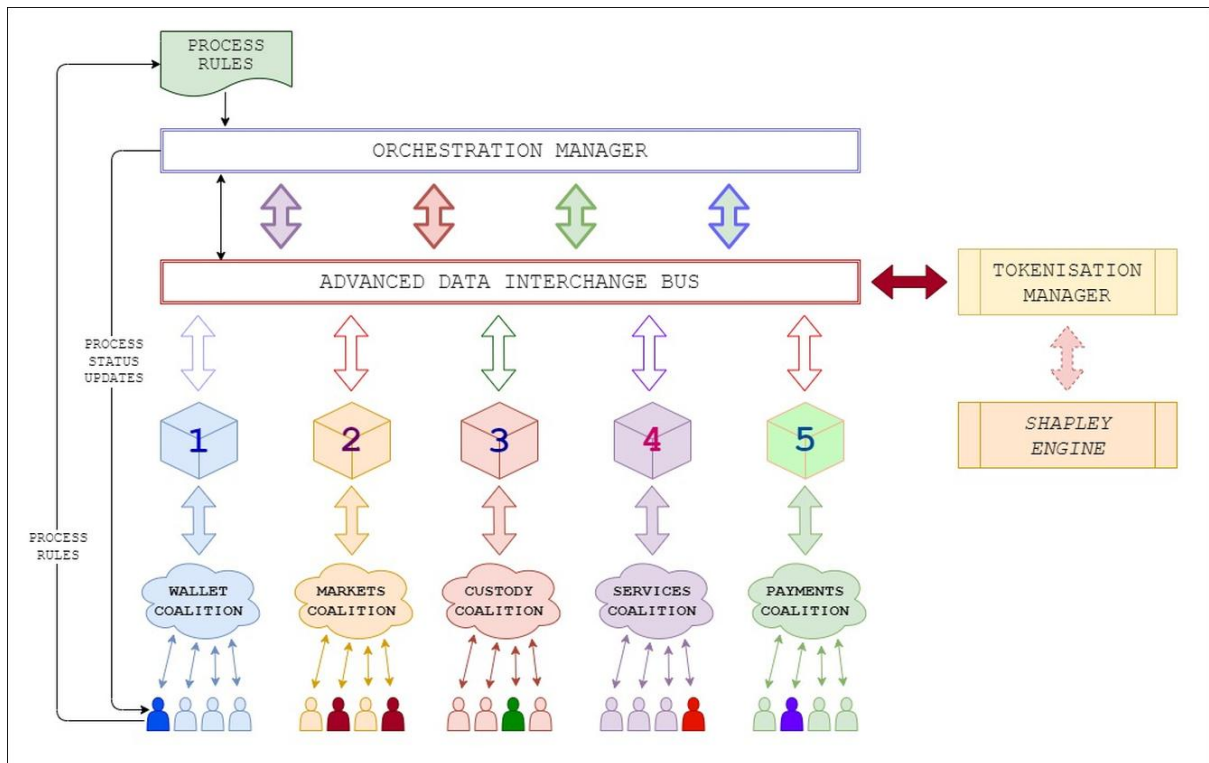 PROCESS
RULES
ORCHESTRATION MANAGER
ADVANCED DATA INTERCHANGE BUS
TOKENISATION
MANAGER
PROCESS
STATUS
UPDATES
1
2
3
4
5
SHAPLEY
ENGINE
PROCESS
RULES
WALLET
COALITION
MARKETS
COALITION
CUSTODY
COALITION
SERVICES
COALITION
PAYMENTS
COALITION